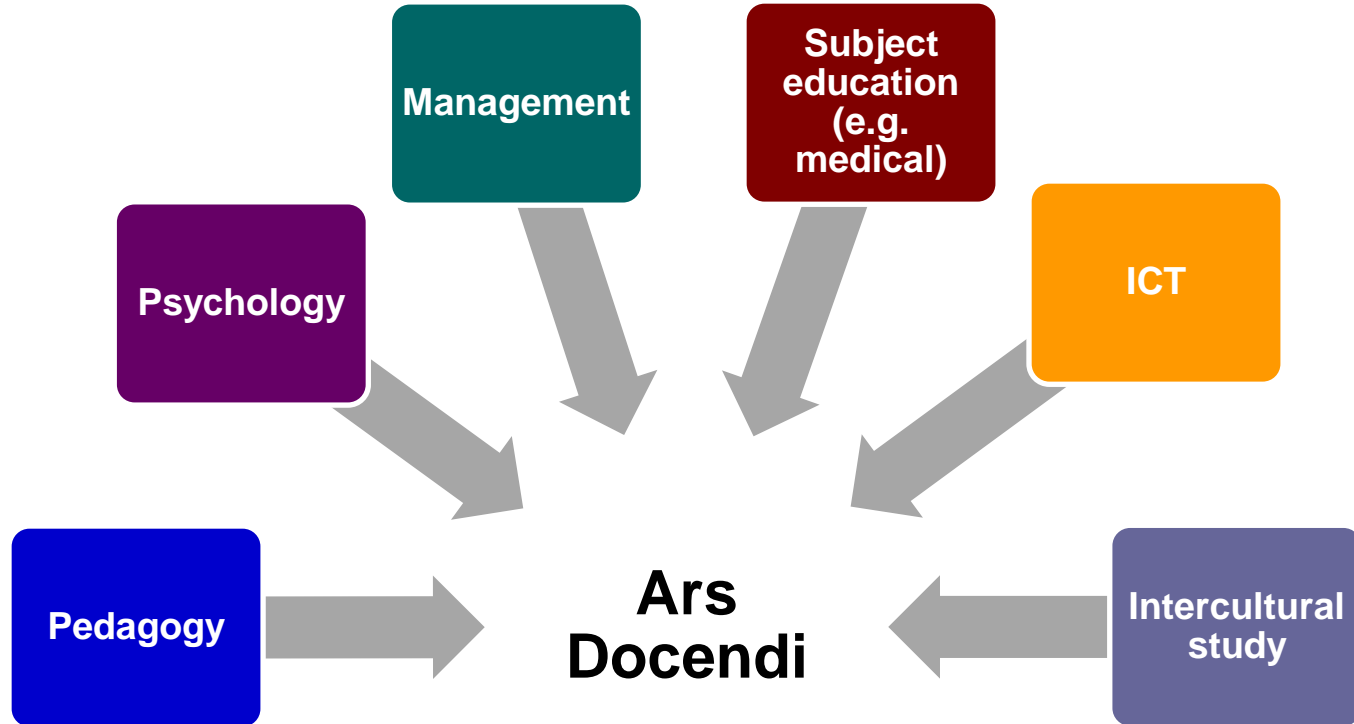 Subject
education
(e.g.
medical)
Management
Psychology
ICT
Pedagogy
Ars
Docendi
Intercultural
study